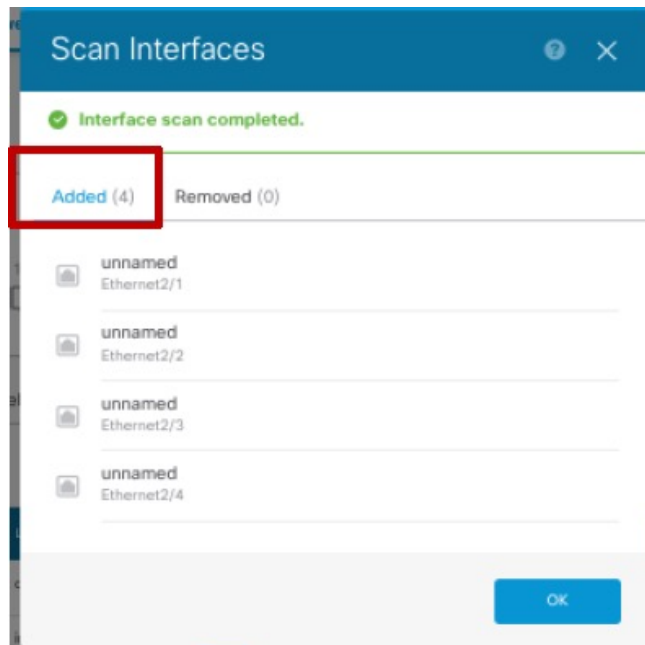 Scan Interfaces
Interface scan completed.
Added (4) Removed (0)
unnamed
Ethernet2/1
unnamed
Ethernet2/2
unnamed
Ethernet2/3
unnamed
Ethernet2/4
OK